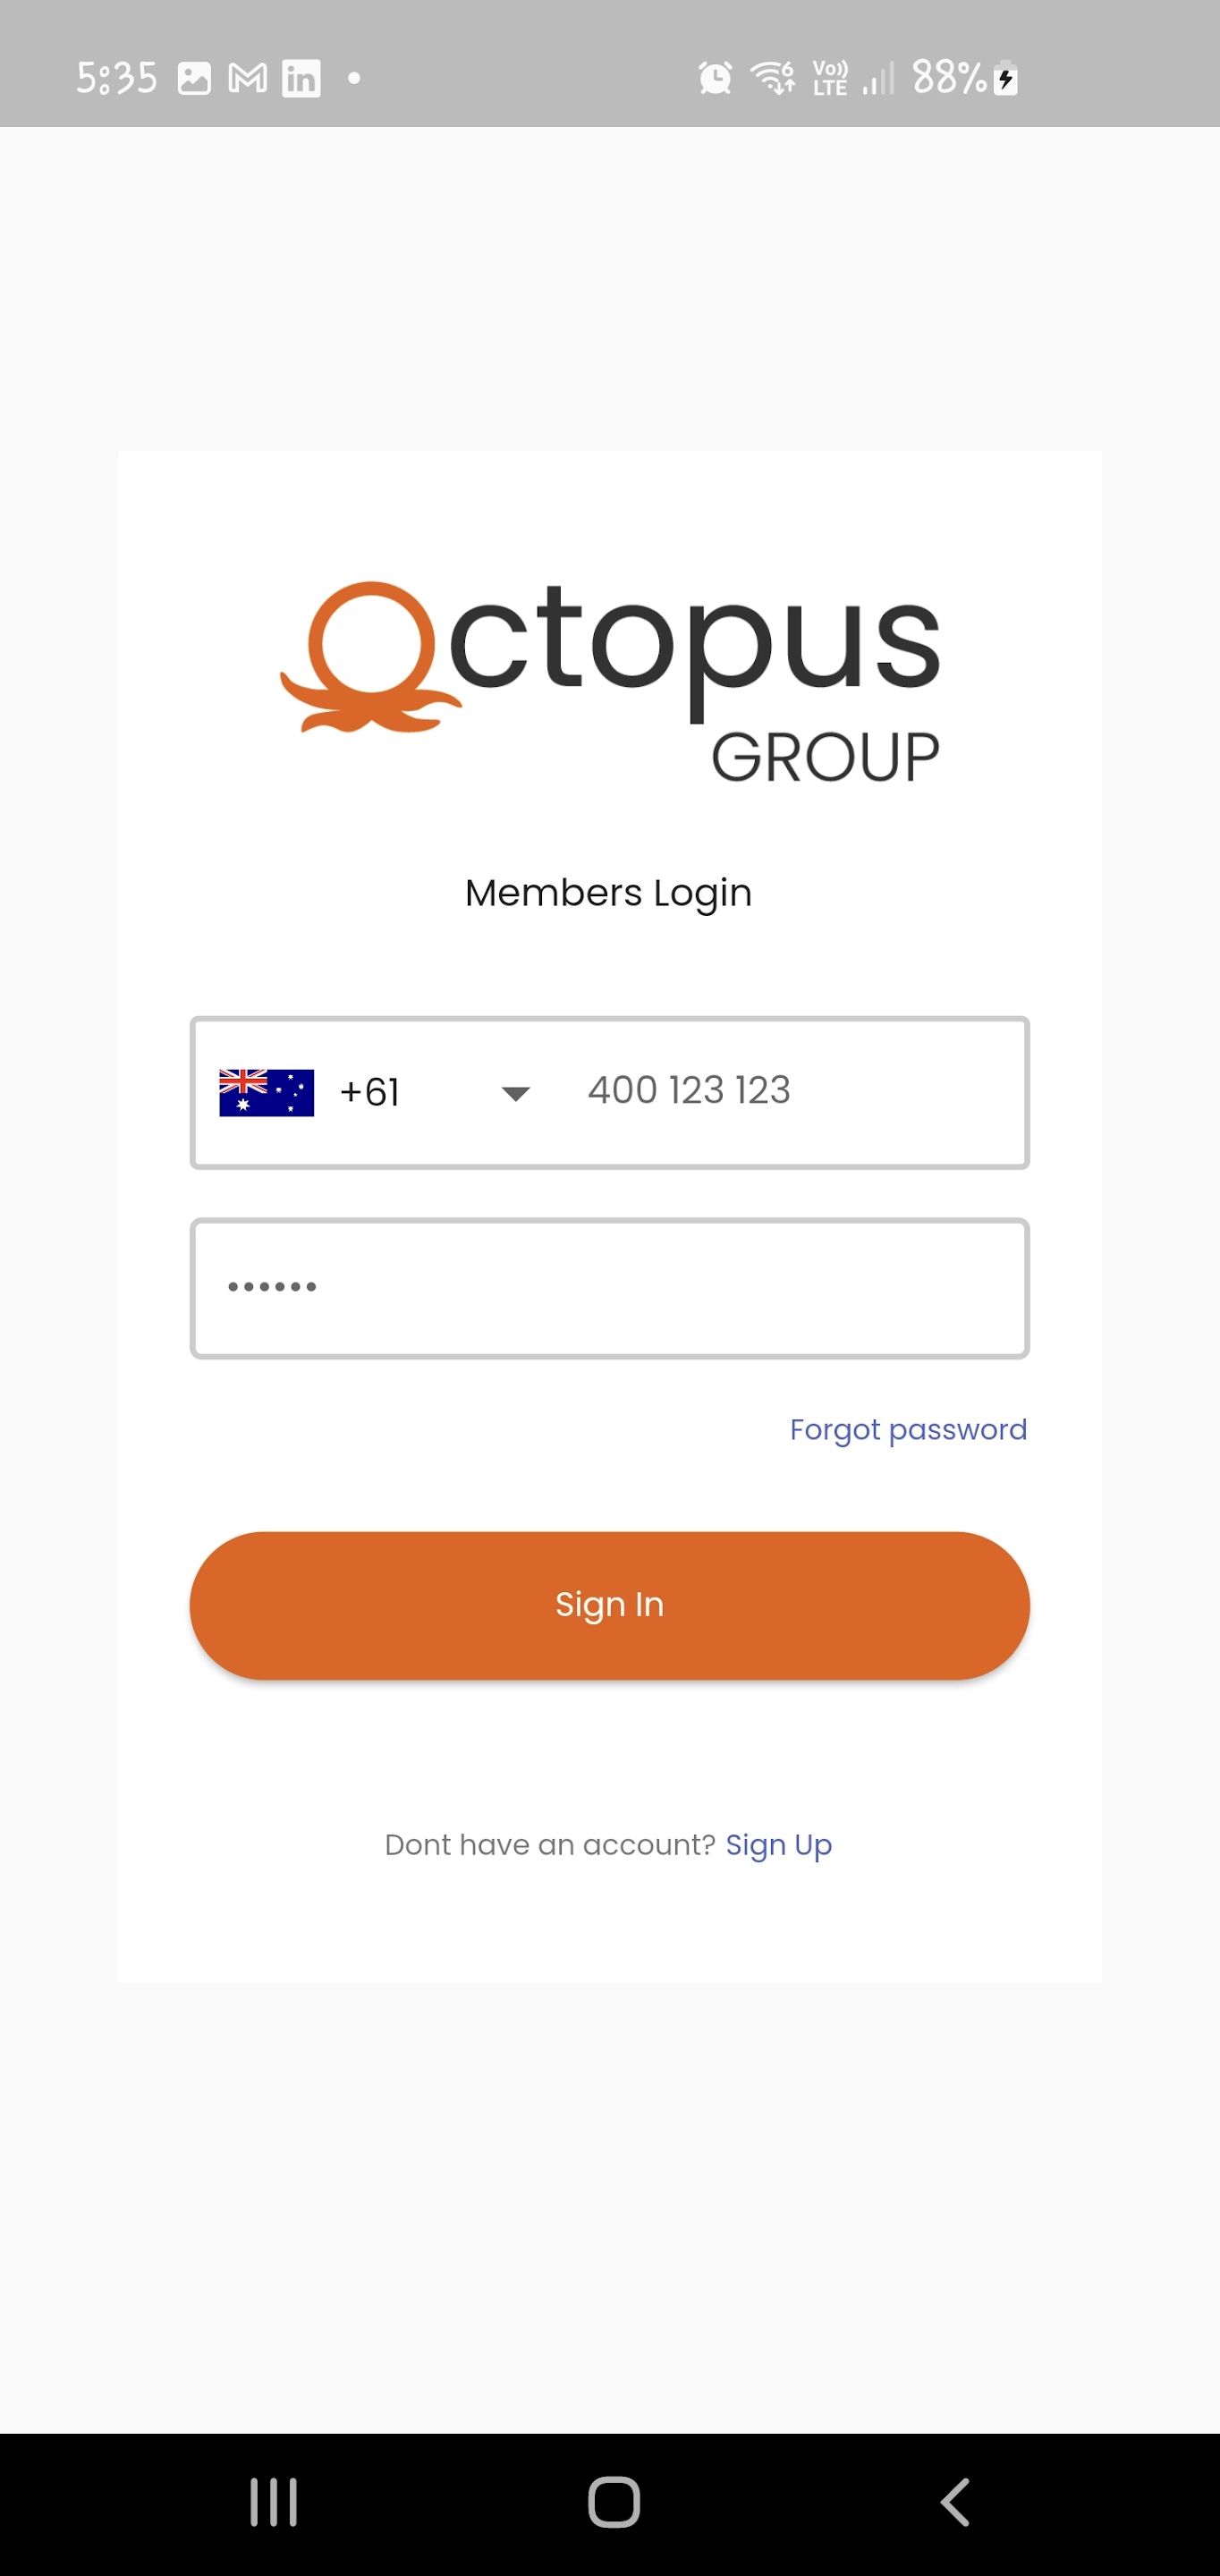 5:35 Vo)) LTE 88%
Octopus
GROUP
Members Login
+61 400 123 123
••••••
Forgot password
Sign In
Dont have an account? Sign Up